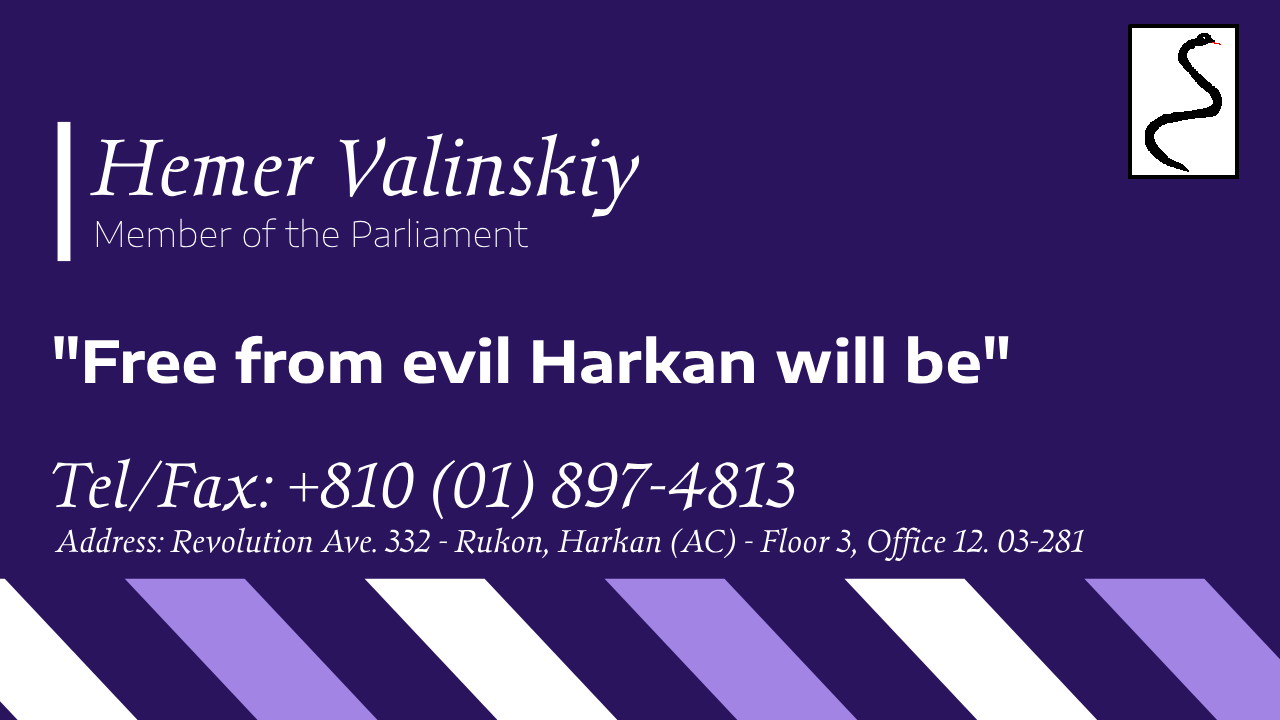 Hemer Valinskiy
Member of the Parliament
"Free from evil Harkan will be"
Tel/Fax: +810 (01) 897-4813
Address: Revolution Ave. 332 - Rukon, Harkan (AC) - Floor 3, Office 12. 03-281